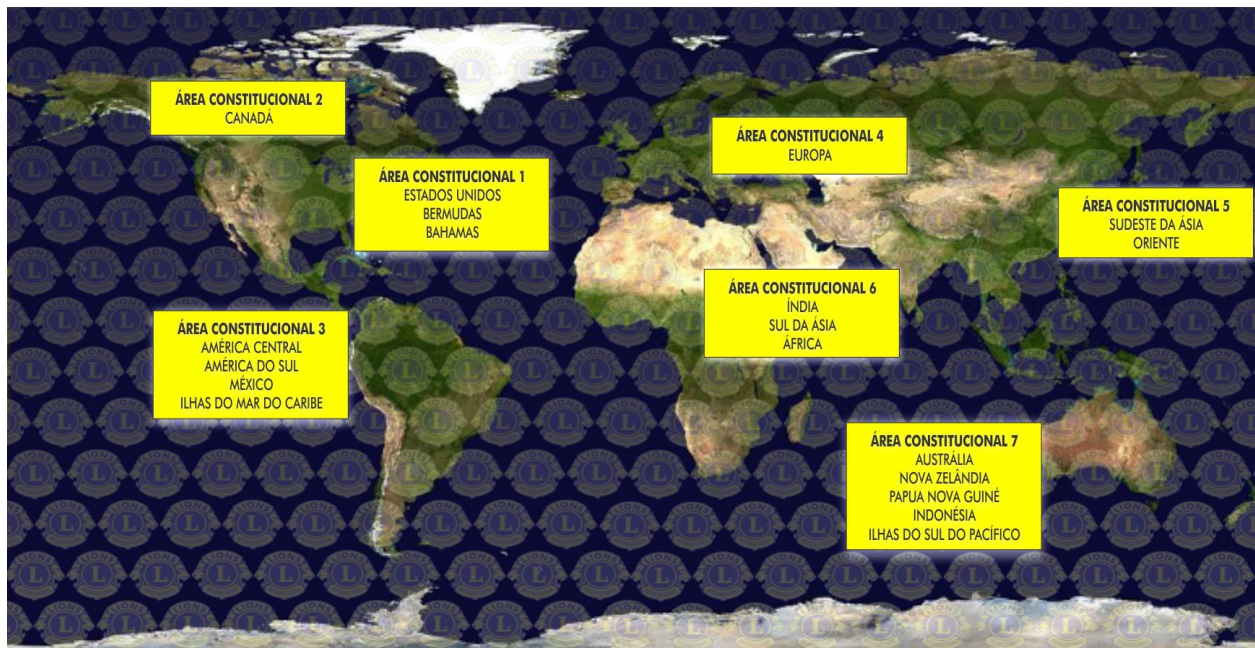 ÁREA CONSTITUCIONAL 2
CANADÁ
ÁREA CONSTITUCIONAL 1
ESTADOS UNIDOS
BERMUDAS
BAHAMAS
ÁREA CONSTITUCIONAL 4
EUROPA
ÁREA CONSTITUCIONAL 5
SUDESTE DA ÁSIA
ORIENTE
ÁREA CONSTITUCIONAL 6
ÍNDIA
SUL DA ÁSIA
ÁFRICA
ÁREA CONSTITUCIONAL 3
AMÉRICA CENTRAL
AMÉRICA DO SUL
MÉXICO
ILHAS DO MAR DO CARIBE
ÁREA CONSTITUCIONAL 7
AUSTRÁLIA
NOVA ZELÂNDIA
PAPUA NOVA GUINÉ
INDONÉSIA
ILHAS DO SUL DO PACÍFICO